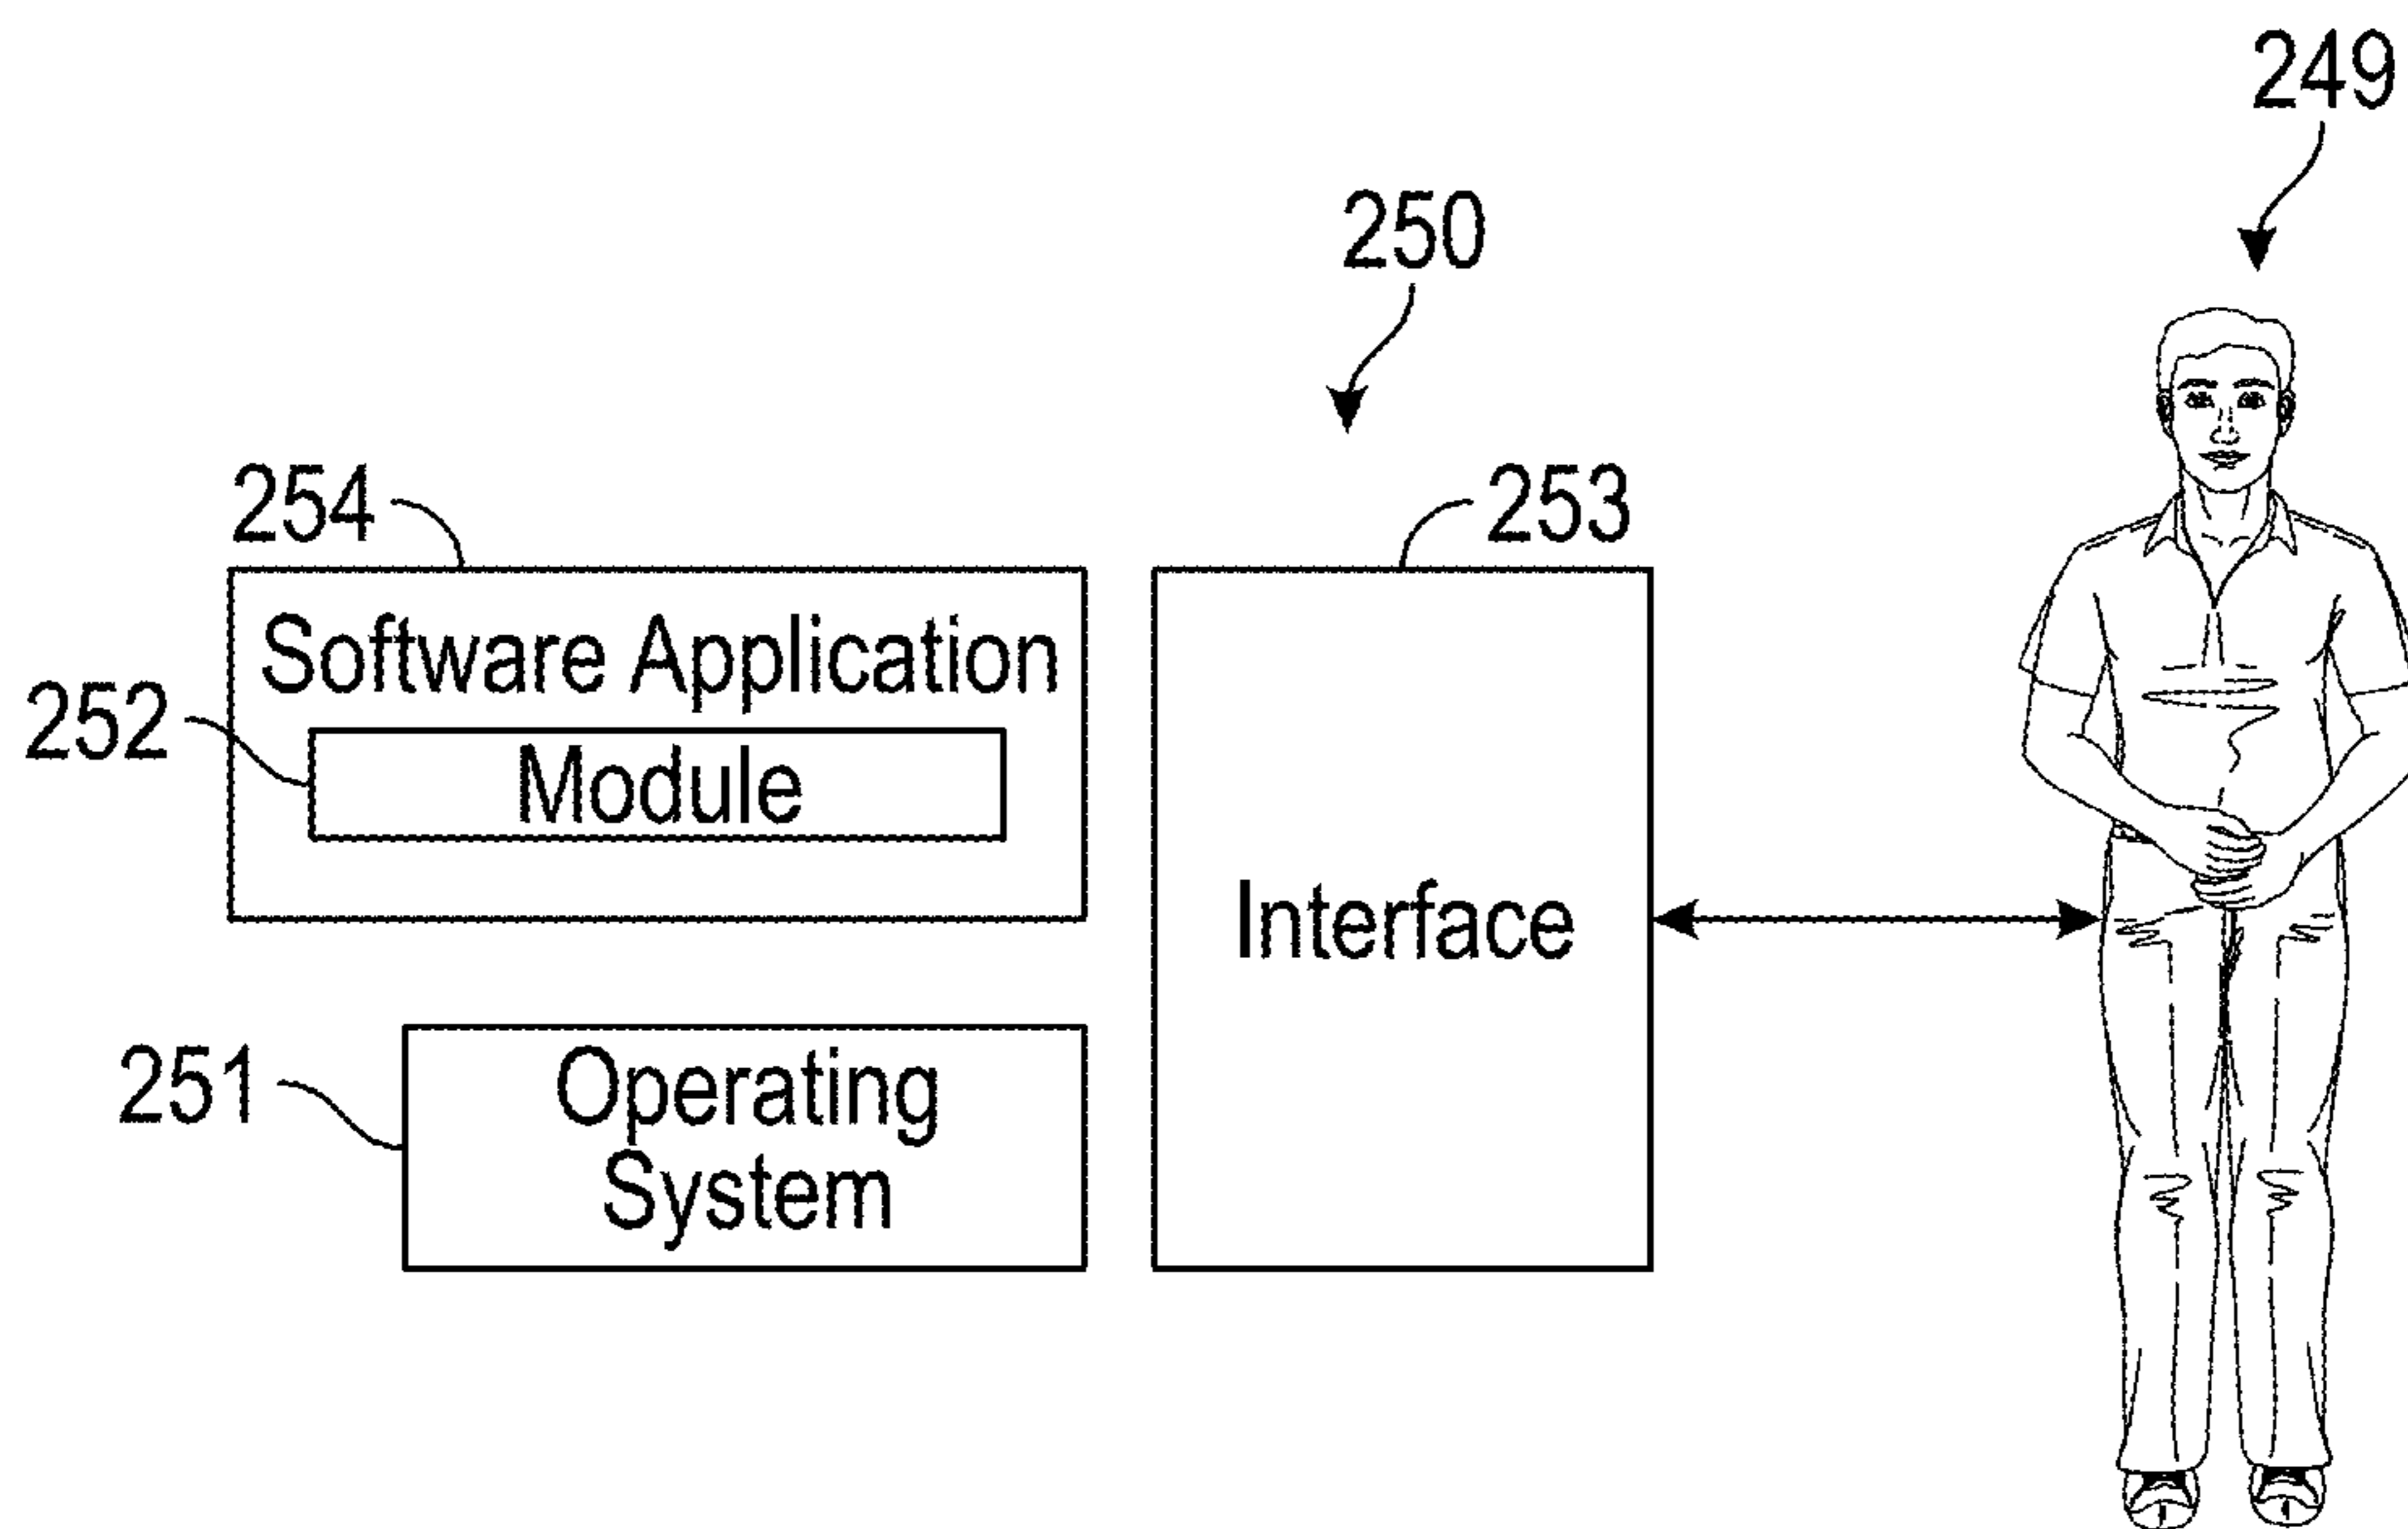 249
250
254
253
Software Application
252
Module
Interface
251
Operating
System